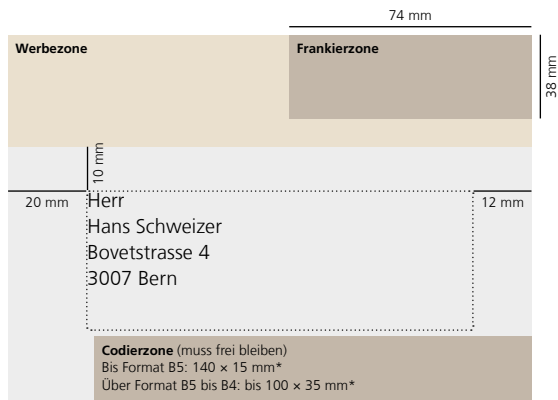 74 mm
Werbezone
Frankierzone
38 mm
10 mm
20 mm
12 mm
Herr
Hans Schweizer
Bovetstrasse 4
3007 Bern
Codierzone (muss frei bleiben)
Bis Format B5: 140 × 15 mm*
Über Format B5 bis B4: bis 100 × 35 mm*